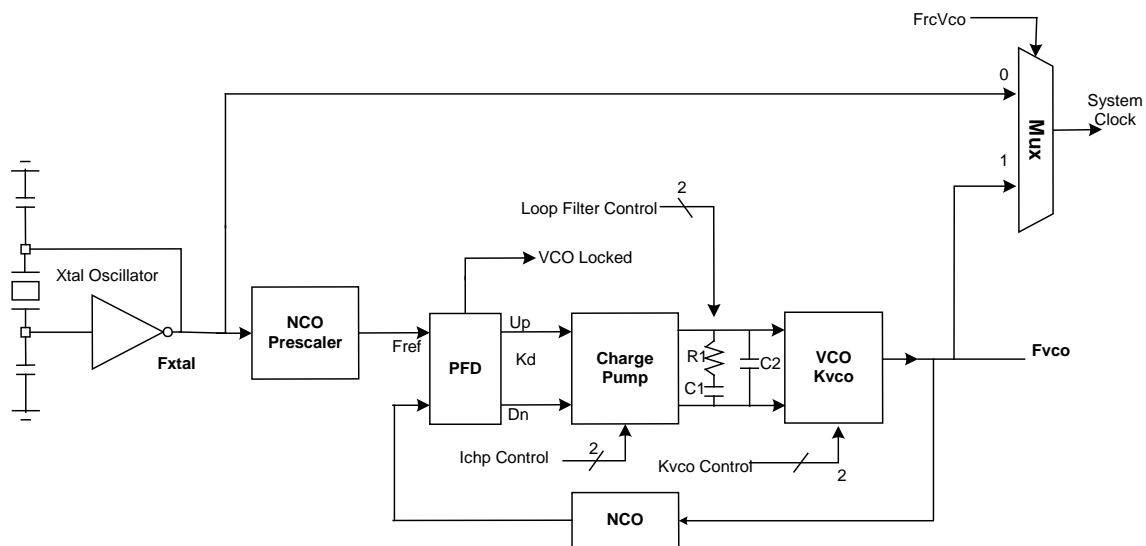 FrcVco
0
System
Clock
Mux
1
2
Loop Filter Control
VCO Locked
Xtal Oscillator
NCO
Prescaler
Fxtal
Fref
PFD
Up
Kd
Dn
Charge
Pump
R1
C1
C2
VCO
Kvco
Fvco
Ichp Control
2
Kvco Control
2
NCO